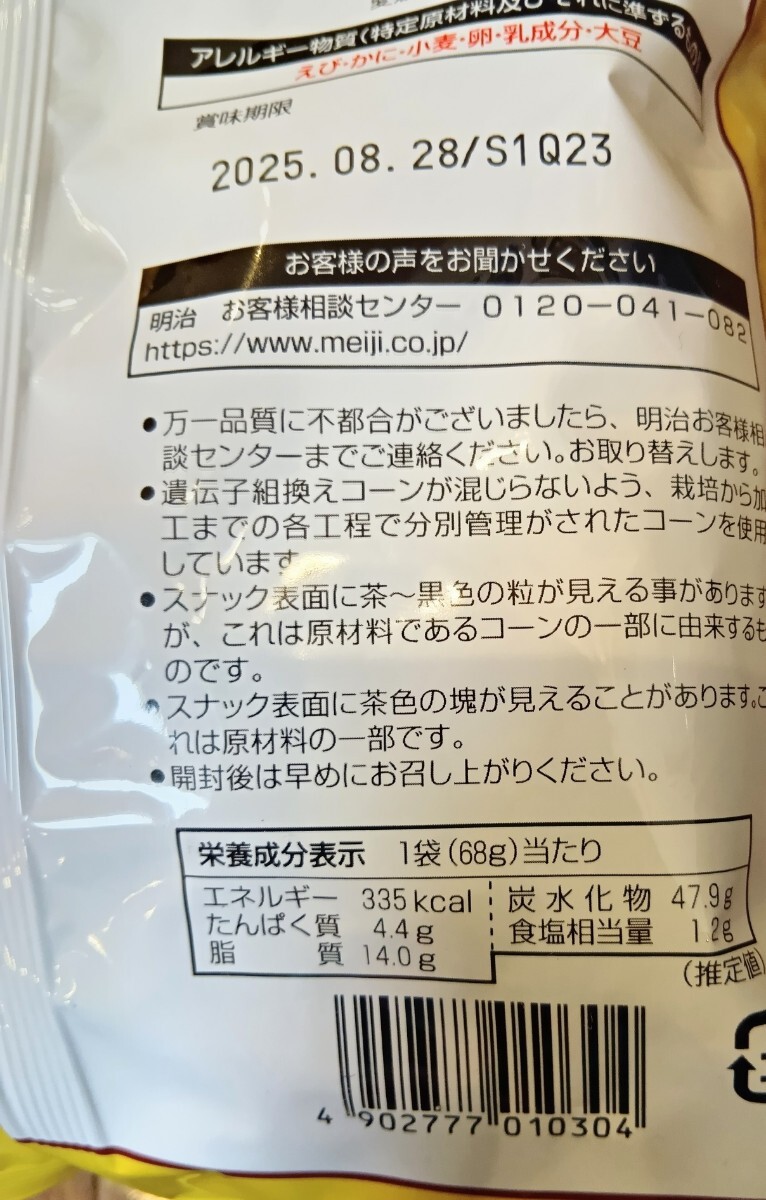 アレルギー物質(特定原材料及びそれに準ずるもの)
えび・かに・小麦・卵・乳成分・大豆
賞味期限
2025.08.28/S1Q23
お客様の声をお聞かせください
明治 お客様相談センター 0120-041-082
https://www.meiji.co.jp/
●万一品質に不都合がございましたら、明治お客様相
談センターまでご連絡ください。お取り替えします。
●遺伝子組換えコーンが混じらないよう、栽培から加
工までの各工程で分別管理がされたコーンを使用
しています。
●スナック表面に茶〜黒色の粒が見える事があります
が、これは原材料であるコーンの一部に由来するも
のです。
●スナック表面に茶色の塊が見えることがあります。こ
れは原材料の一部です。
●開封後は早めにお召し上がりください。
栄養成分表示 1袋(68g)当たり
エネルギー 335kcal 炭水化物 47.9g
たんぱく質 4.4g 食塩相当量 1.2g
脂質 14.0g
(推定値)
4 902777 010304